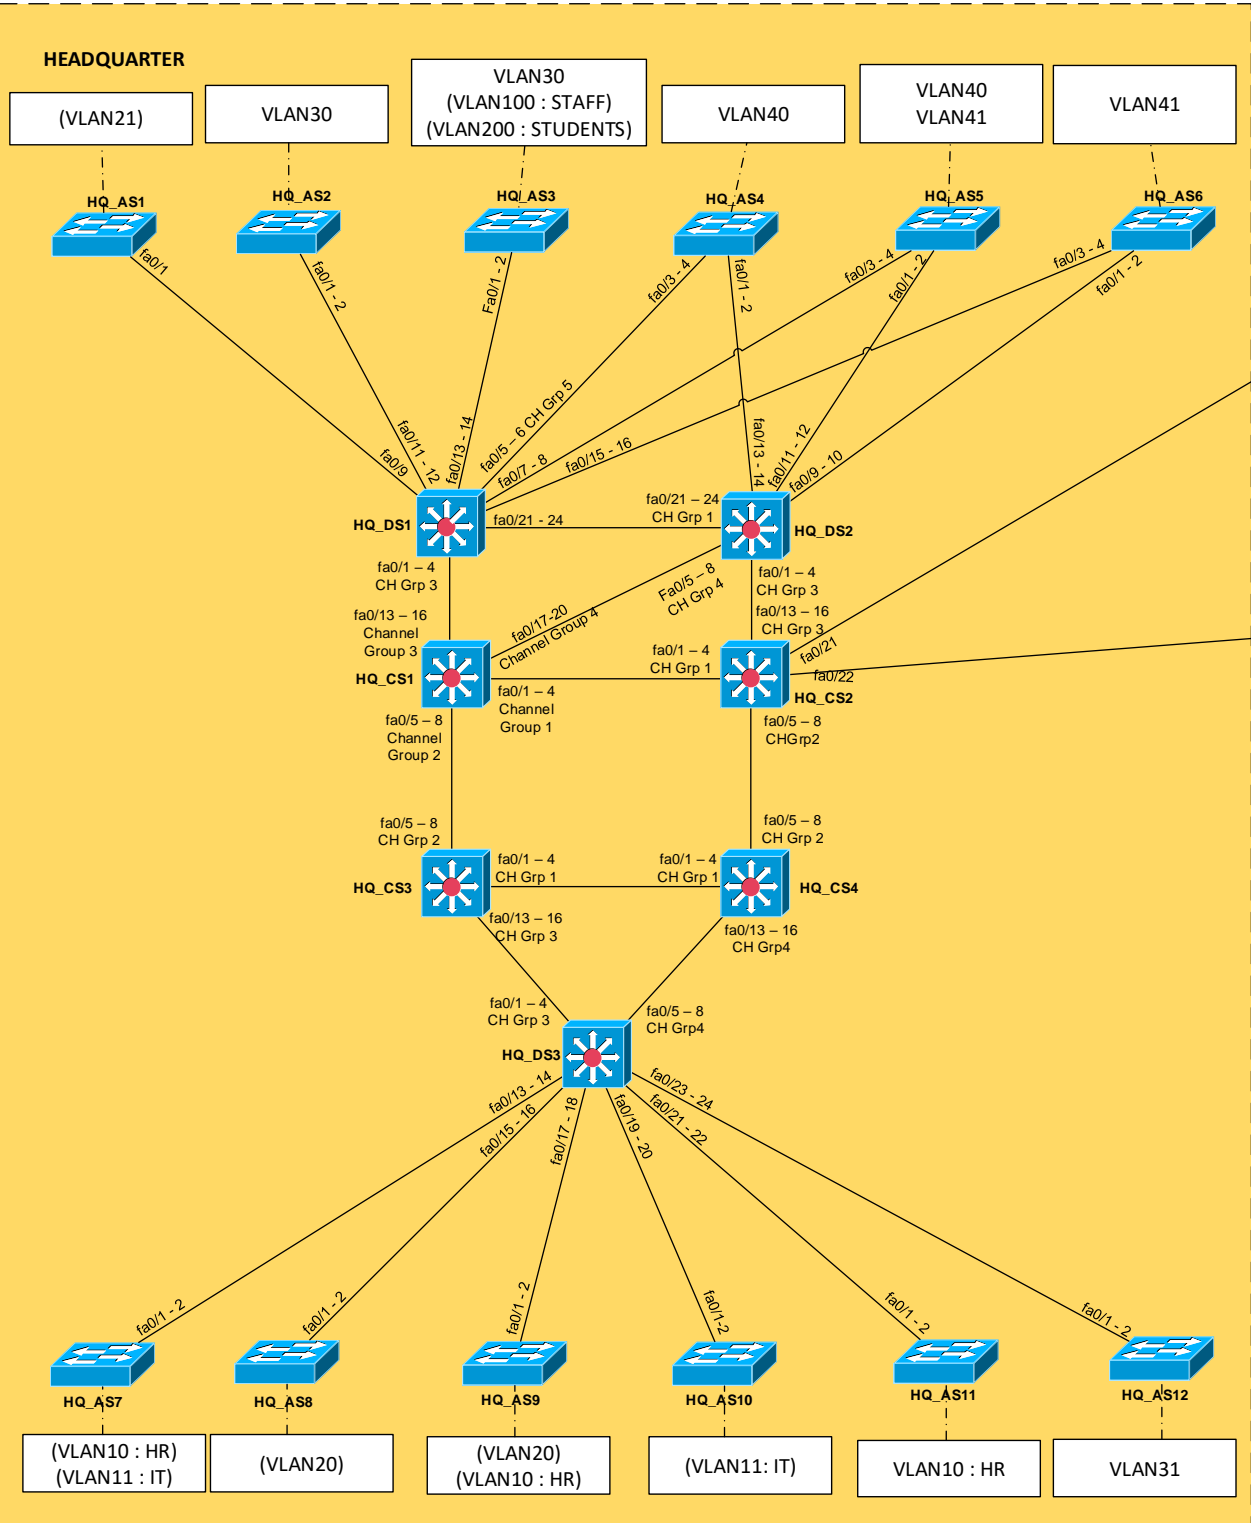 HEADQUARTER
(VLAN21)
VLAN30
VLAN30
(VLAN100 : STAFF)
(VLAN200 : STUDENTS)
VLAN40
VLAN40
VLAN41
VLAN41
HQ_AS1
HQ_AS2
HQ_AS3
HQ_AS4
HQ_AS5
HQ_AS6
fa0/1
fa0/1 - 2
Fa0/1 - 2
fa0/3 - 4
fa0/1 - 2
fa0/3 - 4
fa0/1 - 2
fa0/3 - 4
fa0/1 - 2
fa0/9
fa0/11 - 12
fa0/13 - 14
fa0/5 – 6 CH Grp 5
fa0/7 - 8
fa0/15 - 16
fa0/13 - 14
fa0/11 - 12
fa0/9 - 10
HQ_DS1
fa0/21 - 24
fa0/21 – 24
CH Grp 1
HQ_DS2
fa0/1 – 4
CH Grp 3
Fa0/5 – 8
CH Grp 4
fa0/1 – 4
CH Grp 3
fa0/13 – 16
Channel
Group 3
fa0/17-20
Channel Group 4
fa0/13 – 16
CH Grp 3
fa0/21
fa0/22
HQ_CS1
fa0/1 – 4
Channel
Group 1
fa0/1 – 4
CH Grp 1
HQ_CS2
fa0/5 – 8
Channel
Group 2
fa0/5 – 8
CHGrp2
fa0/5 – 8
CH Grp 2
fa0/5 – 8
CH Grp 2
HQ_CS3
fa0/1 – 4
CH Grp 1
fa0/1 – 4
CH Grp 1
HQ_CS4
fa0/13 – 16
CH Grp 3
fa0/13 – 16
CH Grp4
fa0/1 – 4
CH Grp 3
fa0/5 – 8
CH Grp4
HQ_DS3
fa0/13 - 14
fa0/15 - 16
fa0/17 - 18
fa0/19 - 20
fa0/21 - 22
fa0/23 - 24
fa0/1 - 2
fa0/1 - 2
fa0/1 - 2
fa0/1-2
fa0/1 - 2
fa0/1 - 2
HQ_AS7
HQ_AS8
HQ_AS9
HQ_AS10
HQ_AS11
HQ_AS12
(VLAN10 : HR)
(VLAN11 : IT)
(VLAN20)
(VLAN20)
(VLAN10 : HR)
(VLAN11: IT)
VLAN10 : HR
VLAN31